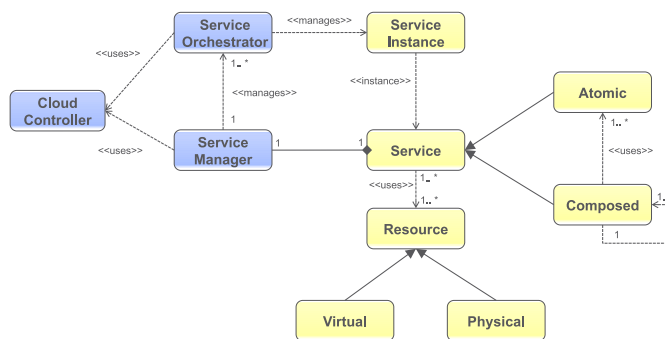 Service
Orchestrator
<<manages>>
Service
Instance
<<uses>>
1.. *
<<instance>>
<<manages>>
Cloud
Controller
Atomic
1
1.. *
Service
Manager
1
1
Service
<<uses>>
<<uses>>
<<uses>>
1.. *
1.. *
Composed
1..
1
Resource
Virtual
Physical